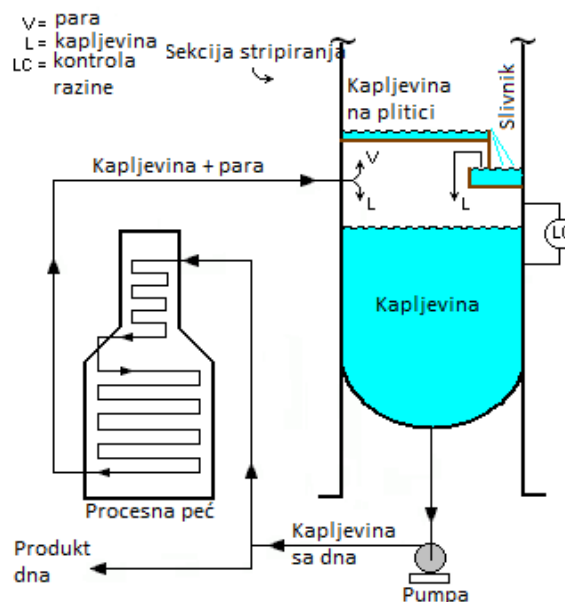 V= para
L = kapljevina
LC = kontrola
razine
Sekcija stripiranja
Kapljevina
na plitici
Slivnik
Kapljevina + para
V
L
L
LC
Kapljevina
Procesna peć
Kapljevina
sa dna
Produkt
dna
Pumpa